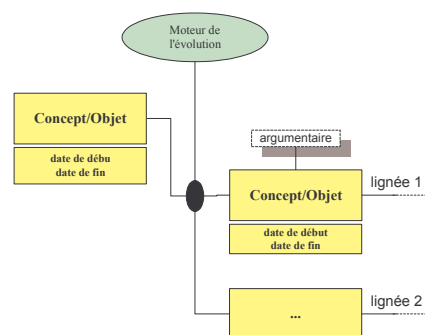 Moteur de
l'évolution
Concept/Objet
date de débu
date de fin
argumentaire
Concept/Objet
lignée 1
date de début
date de fin
...
lignée 2